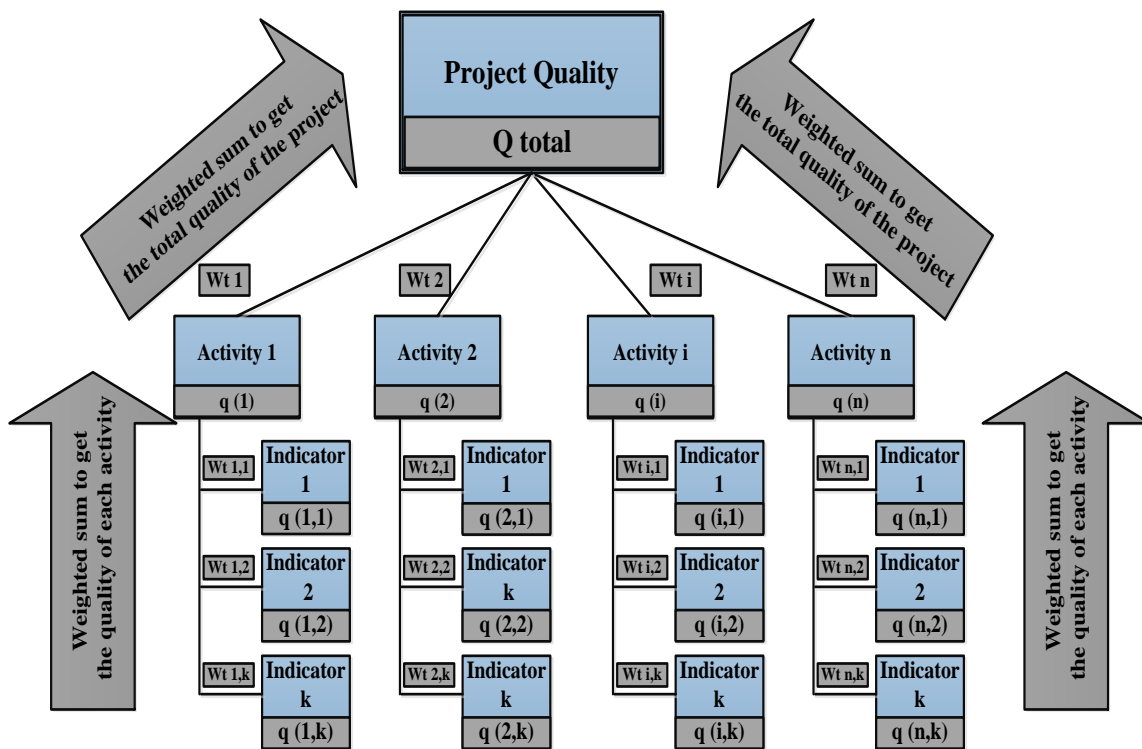 Project Quality
Q total
Weighted sum to get
the total quality of the project
Weighted sum to get
the total quality of the project
Wt 1
Wt 2
Wt i
Wt n
Activity 1
q (1)
Activity 2
q (2)
Activity i
q (i)
Activity n
q (n)
Weighted sum to get
the quality of each activity
Wt 1,1
Indicator
1
q (1,1)
Wt 1,2
Indicator
2
q (1,2)
Wt 1,k
Indicator
k
q (1,k)
Wt 2,1
Indicator
1
q (2,1)
Wt 2,2
Indicator
k
q (2,2)
Wt 2,k
Indicator
k
q (2,k)
Wt i,1
Indicator
1
q (i,1)
Wt i,2
Indicator
2
q (i,2)
Wt i,k
Indicator
k
q (i,k)
Wt n,1
Indicator
1
q (n,1)
Wt n,2
Indicator
2
q (n,2)
Wt n,k
Indicator
k
q (n,k)
Weighted sum to get
the quality of each activity